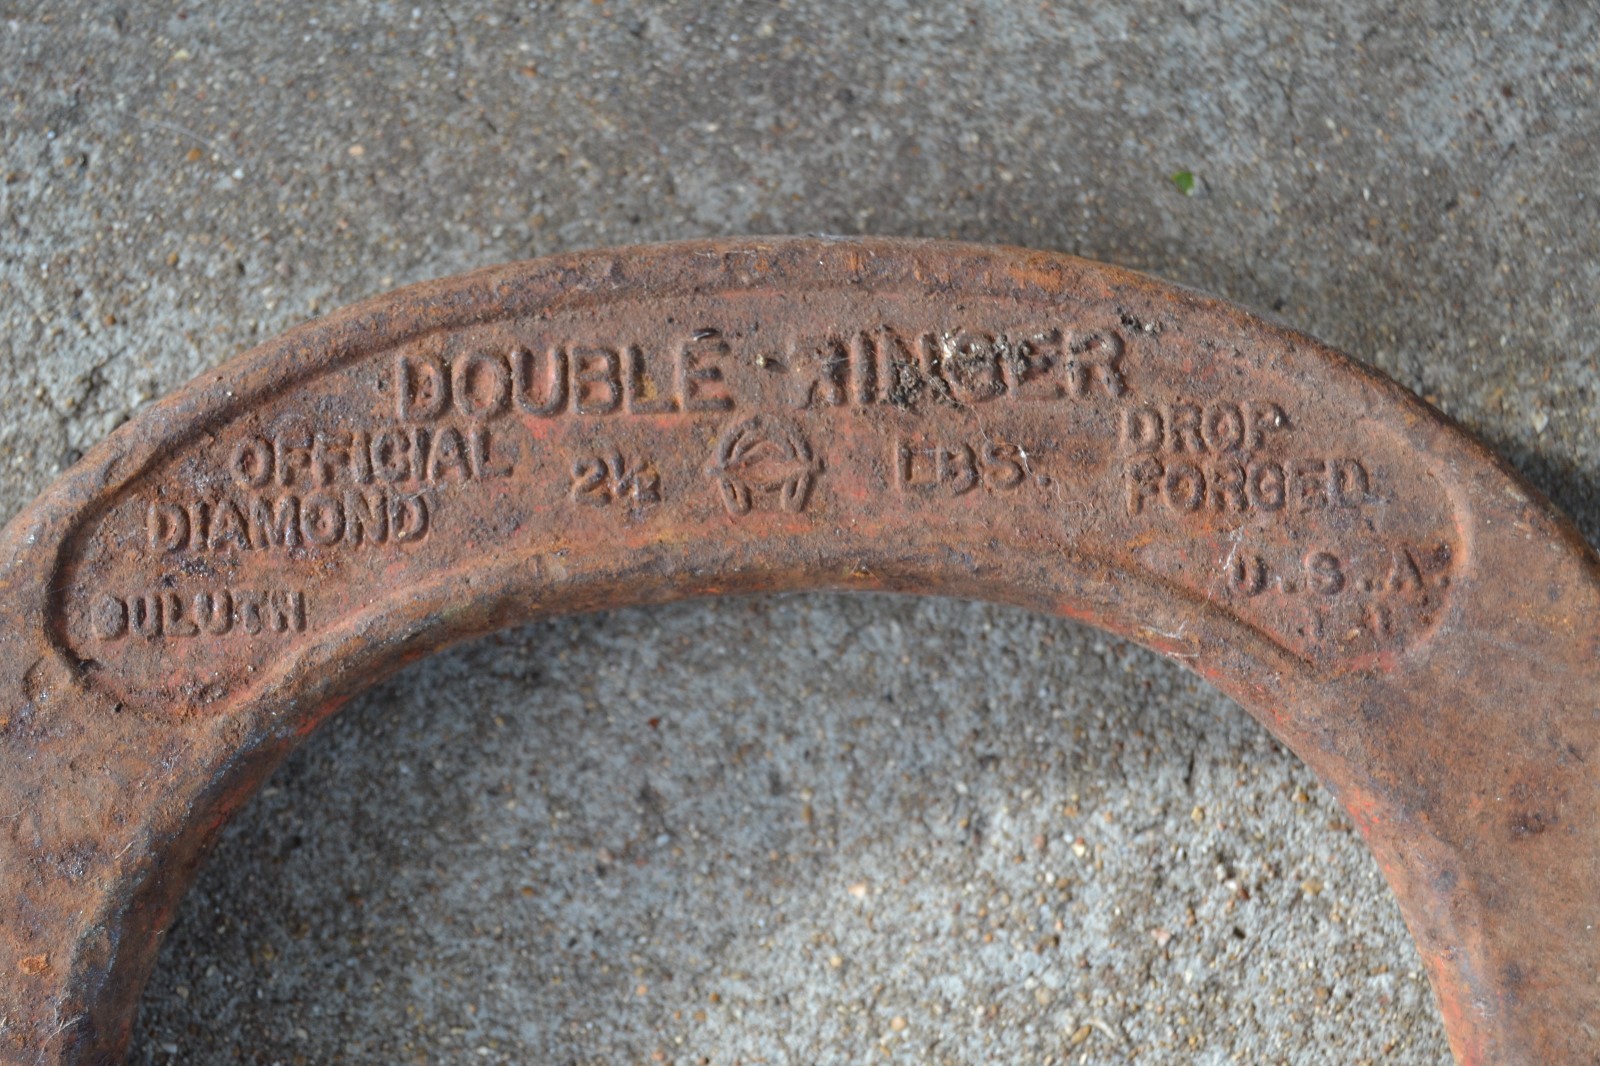 DOUBLE RINGER
OFFICIAL DIAMOND
2½ LBS.
DROP FORGED
DULUTH
U.S.A.